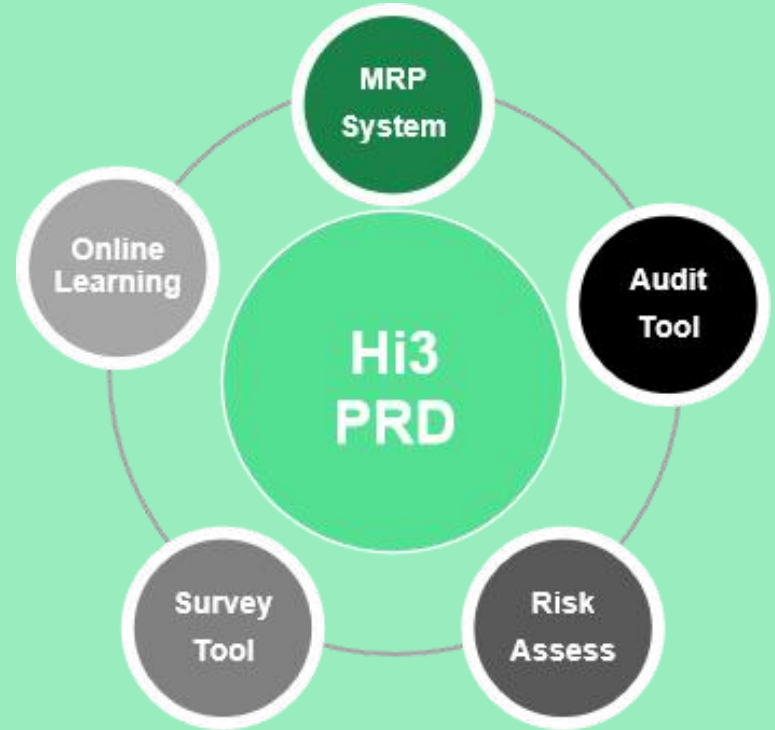 MRP
System
Online
Learning
Audit
Tool
Hi3
PRD
Survey
Tool
Risk
Assess